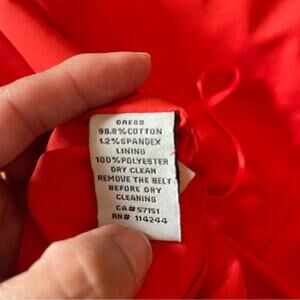 DRESS
98.8%COTTON
1.2%SPANDEX
LINING
100%POLYESTER
DRY CLEAN
REMOVE THE BELT
BEFORE DRY
CLEANING
CA# 57151
RN# 114244